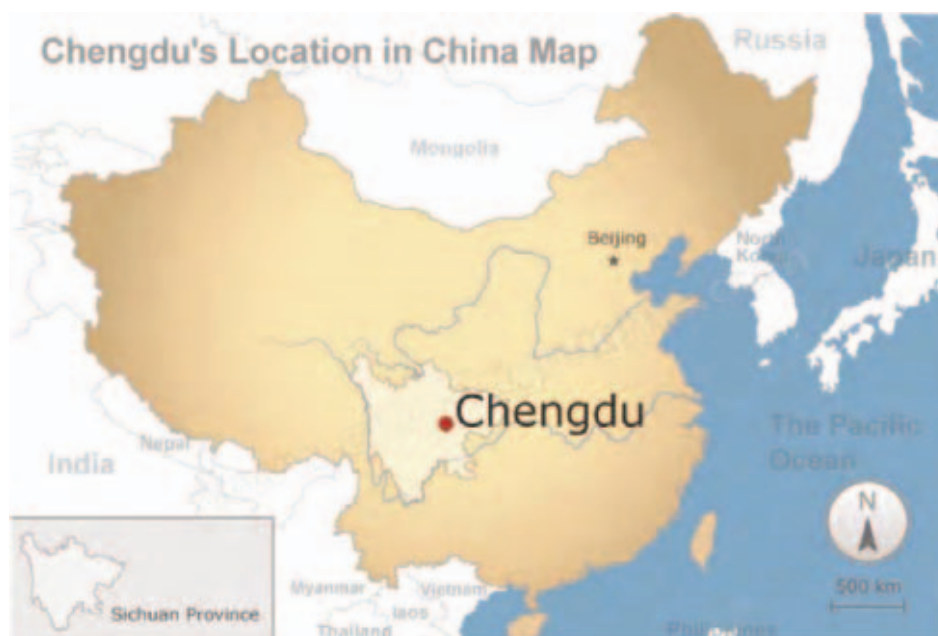 Chengdu's Location in China Map
Russia
Mongolia
Beijing
North
Korea
Japan
Chengdu
The Pacific
Ocean
Nepal
India
N
500 km
Sichuan Province
Myanmar
Vietnam
laos
Thailand
Philippines